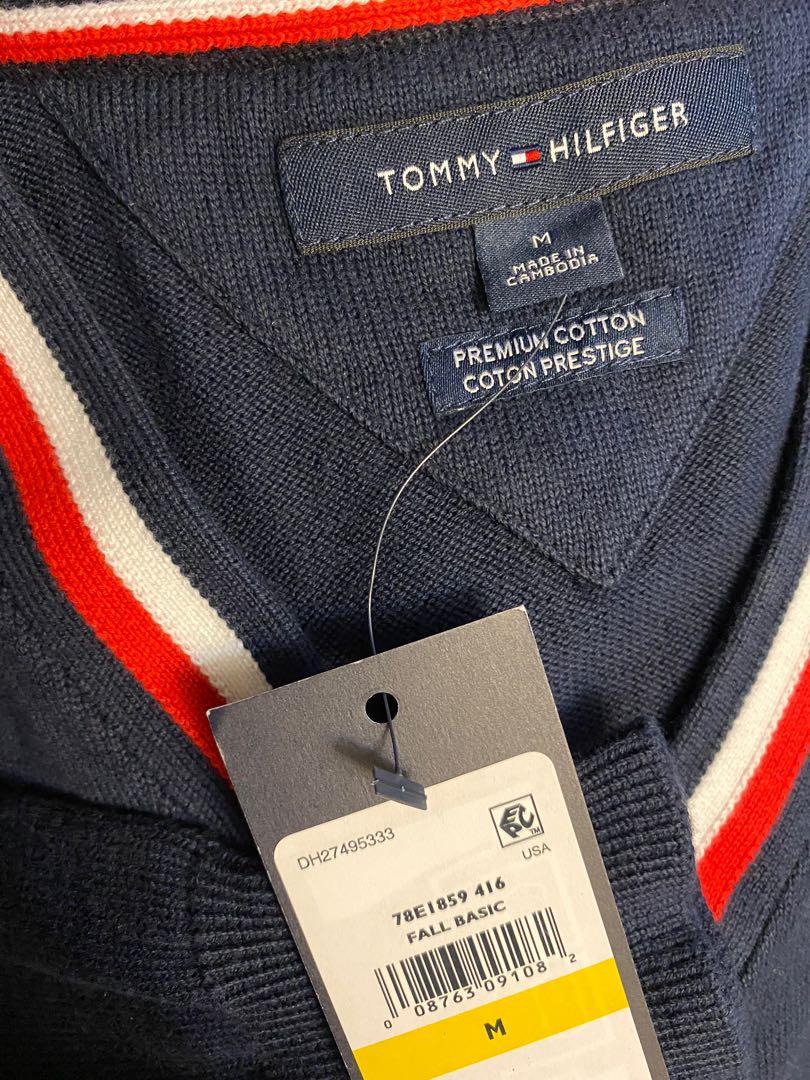 TOMMY HILFIGER
M
MADE IN
CAMBODIA
PREMIUM COTTON
COTON PRESTIGE
DH27495333
EPC™
USA
78E1859 416
FALL BASIC
0 08763 09108 2
M